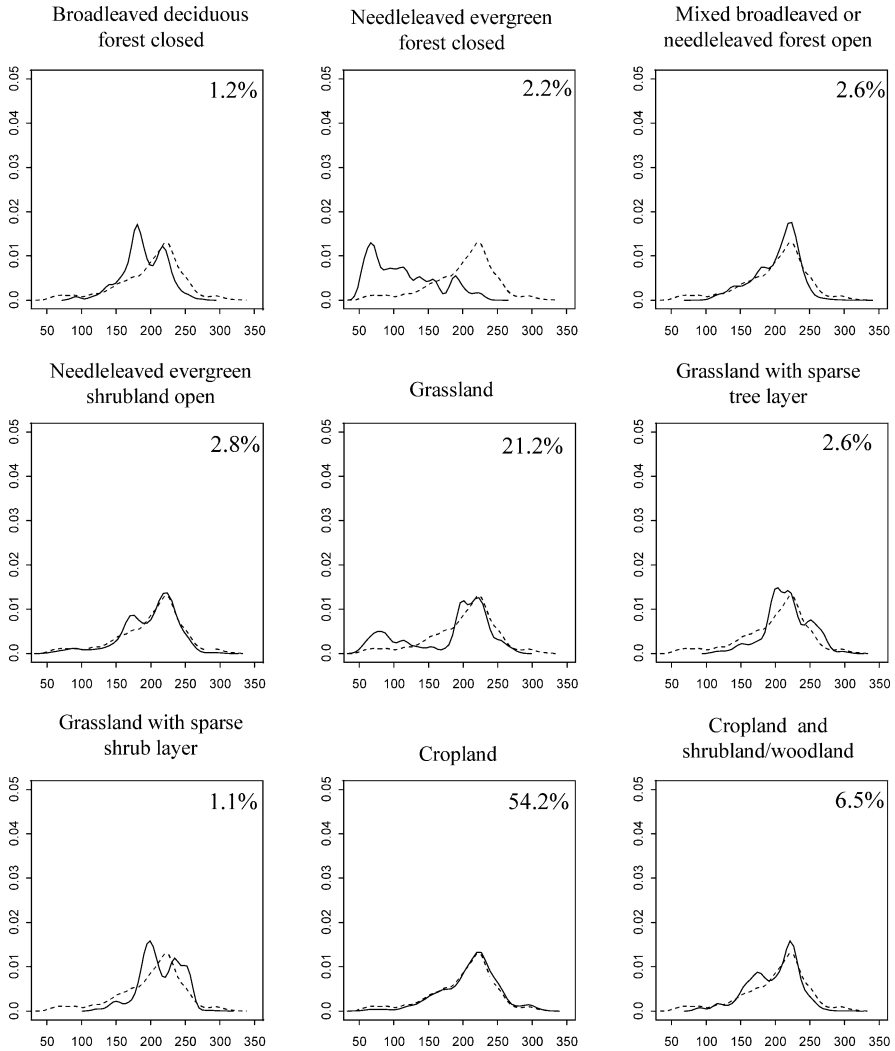 Broadleaved deciduous
forest closed
Needleleaved evergreen
forest closed
Mixed broadleaved or
needleleaved forest open
1.2%
2.2%
2.6%
0.05
0.04
0.03
0.02
0.01
0.0
0.05
0.04
0.03
0.02
0.01
0.0
0.05
0.04
0.03
0.02
0.01
0.0
50 100 150 200 250 300 350
50 100 150 200 250 300 350
50 100 150 200 250 300 350
Needleleaved evergreen
shrubland open
Grassland
Grassland with sparse
tree layer
2.8%
21.2%
2.6%
0.05
0.04
0.03
0.02
0.01
0.0
0.05
0.04
0.03
0.02
0.01
0.0
0.05
0.04
0.03
0.02
0.01
0.0
50 100 150 200 250 300 350
50 100 150 200 250 300 350
50 100 150 200 250 300 350
Grassland with sparse
shrub layer
Cropland
Cropland and
shrubland/woodland
1.1%
54.2%
6.5%
0.05
0.04
0.03
0.02
0.01
0.0
0.05
0.04
0.03
0.02
0.01
0.0
0.05
0.04
0.03
0.02
0.01
0.0
50 100 150 200 250 300 350
50 100 150 200 250 300 350
50 100 150 200 250 300 350